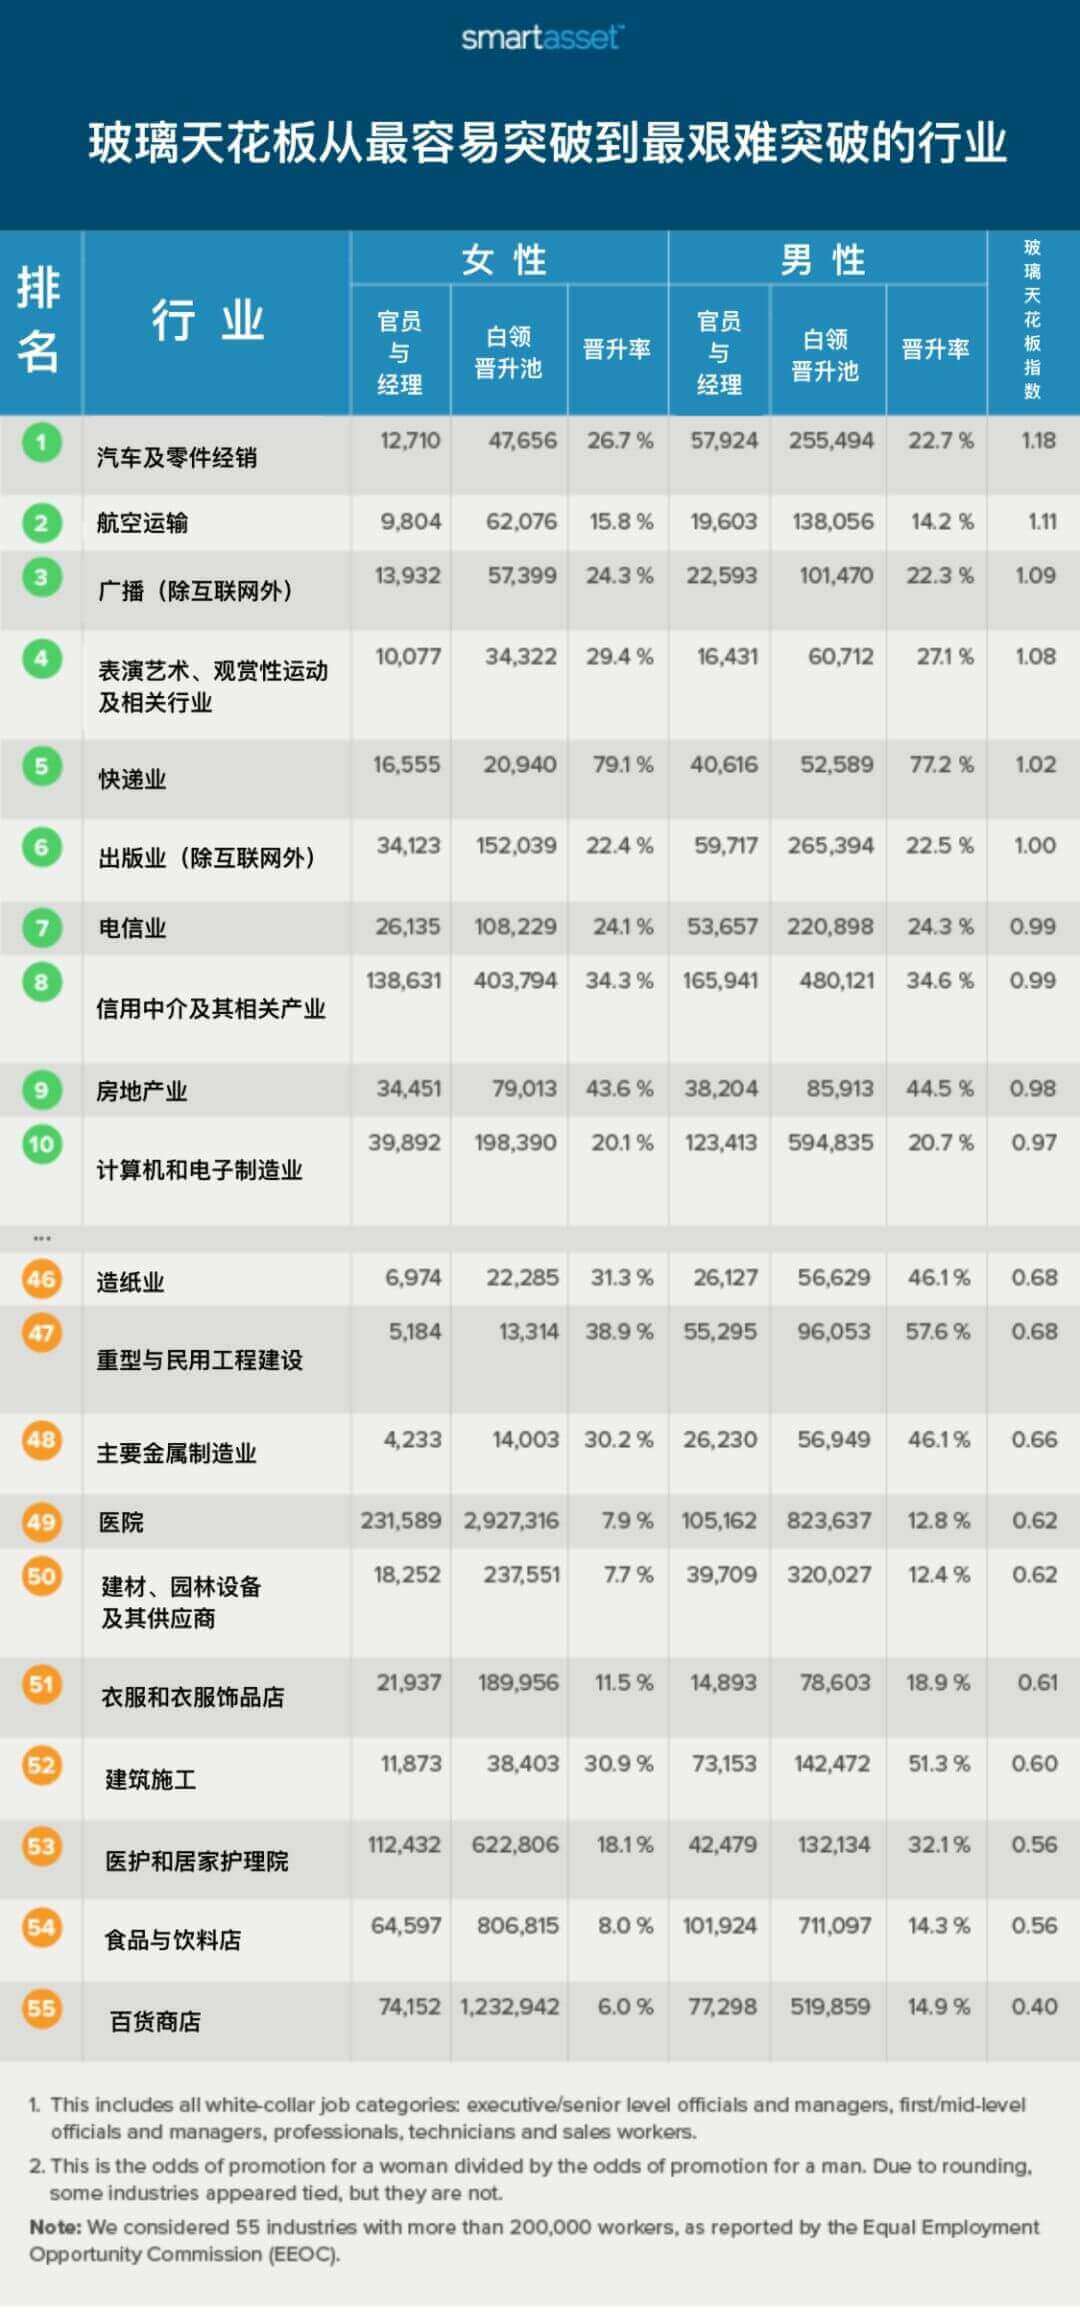 smartasset™
玻璃天花板从最容易突破到最艰难突破的行业
排名 行业 女性 男性 玻璃天花板指数
官员与经理 白领晋升池 晋升率 官员与经理 白领晋升池 晋升率
1 汽车及零件经销 12,710 47,656 26.7 % 57,924 255,494 22.7 % 1.18
2 航空运输 9,804 62,076 15.8 % 19,603 138,056 14.2 % 1.11
3 广播（除互联网外） 13,932 57,399 24.3 % 22,593 101,470 22.3 % 1.09
4 表演艺术、观赏性运动 10,077 34,322 29.4 % 16,431 60,712 27.1 % 1.08
及相关行业
5 快递业 16,555 20,940 79.1 % 40,616 52,589 77.2 % 1.02
6 出版业（除互联网外） 34,123 152,039 22.4 % 59,717 265,394 22.5 % 1.00
7 电信业 26,135 108,229 24.1 % 53,657 220,898 24.3 % 0.99
8 信用中介及其相关产业 138,631 403,794 34.3 % 165,941 480,121 34.6 % 0.99
9 房地产业 34,451 79,013 43.6 % 38,204 85,913 44.5 % 0.98
10 计算机和电子制造业 39,892 198,390 20.1 % 123,413 594,835 20.7 % 0.97
...
46 造纸业 6,974 22,285 31.3 % 26,127 56,629 46.1 % 0.68
47 重型与民用工程建设 5,184 13,314 38.9 % 55,295 96,053 57.6 % 0.68
48 主要金属制造业 4,233 14,003 30.2 % 26,230 56,949 46.1 % 0.66
49 医院 231,589 2,927,316 7.9 % 105,162 823,637 12.8 % 0.62
50 建材、园林设备 18,252 237,551 7.7 % 39,709 320,027 12.4 % 0.62
及其供应商
51 衣服和衣服饰品店 21,937 189,956 11.5 % 14,893 78,603 18.9 % 0.61
52 建筑施工 11,873 38,403 30.9 % 73,153 142,472 51.3 % 0.60
53 医护和居家护理院 112,432 622,806 18.1 % 42,479 132,134 32.1 % 0.56
54 食品与饮料店 64,597 806,815 8.0 % 101,924 711,097 14.3 % 0.56
55 百货商店 74,152 1,232,942 6.0 % 77,298 519,859 14.9 % 0.40
1. This includes all white-collar job categories: executive/senior level officials and managers, first/mid-level
officials and managers, professionals, technicians and sales workers.
2. This is the odds of promotion for a woman divided by the odds of promotion for a man. Due to rounding,
some industries appeared tied, but they are not.
Note: We considered 55 industries with more than 200,000 workers, as reported by the Equal Employment
Opportunity Commission (EEOC).